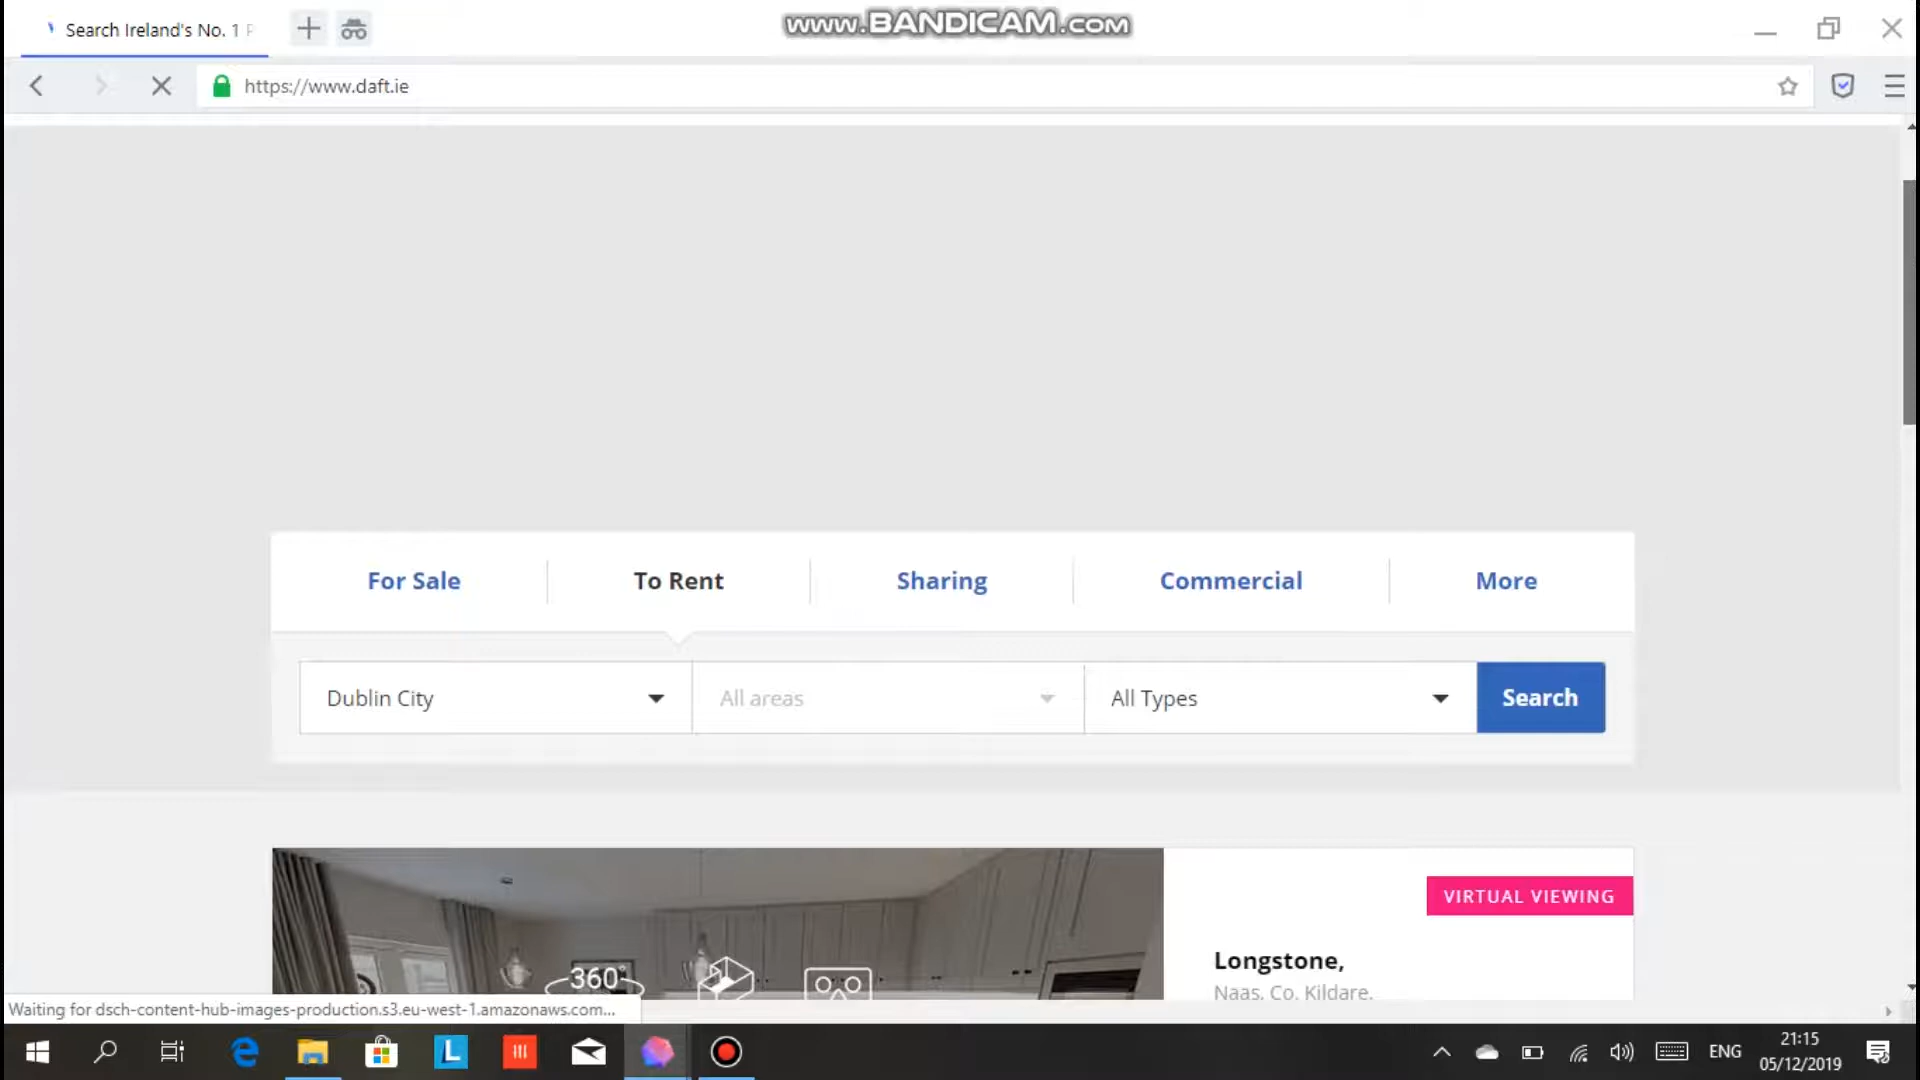 Search Ireland's No. 1 P
www.BANDICAM.com
https://www.daft.ie
For Sale
To Rent
Sharing
Commercial
More
Dublin City
All areas
All Types
Search
360°
VIRTUAL VIEWING
Longstone,
Naas, Co. Kildare.
Waiting for dsch-content-hub-images-production.s3.eu-west-1.amazonaws.com...
L
ENG
21:15
05/12/2019